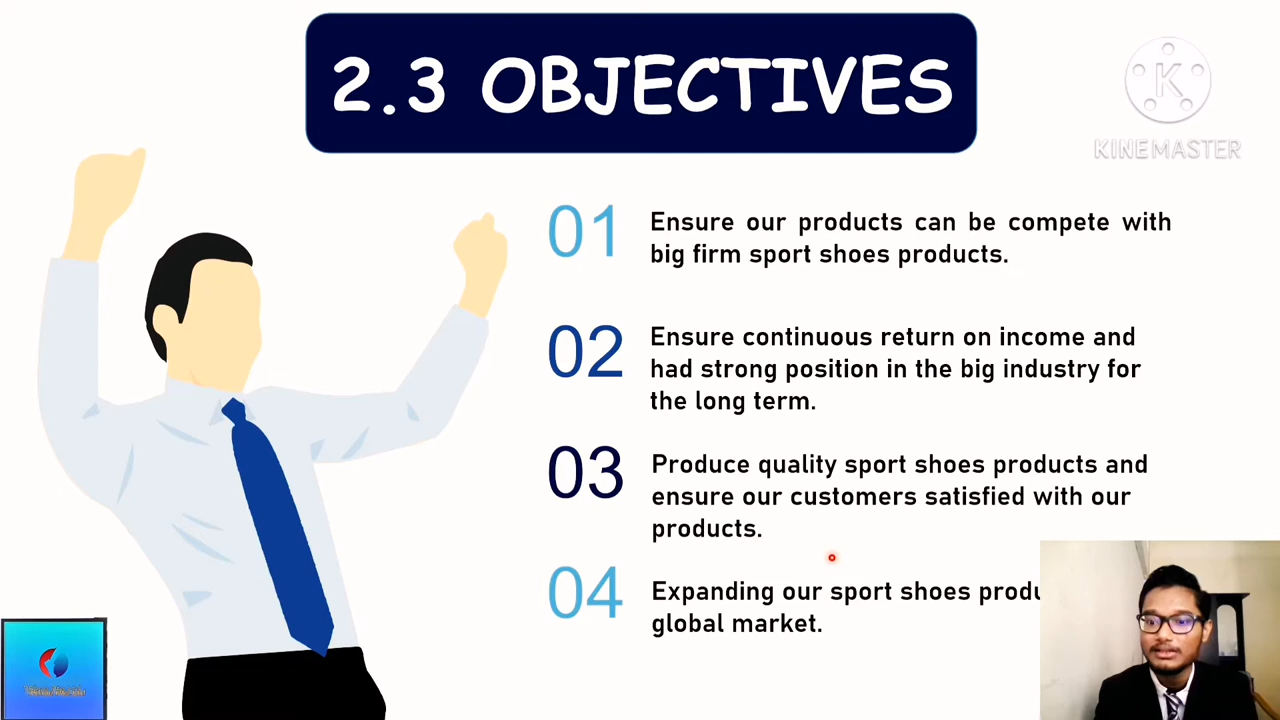 2.3 OBJECTIVES
KINEMASTER
01
Ensure our products can be compete with
big firm sport shoes products.
02
Ensure continuous return on income and
had strong position in the big industry for
the long term.
03
Produce quality sport shoes products and
ensure our customers satisfied with our
products.
04
Expanding our sport shoes
global market.